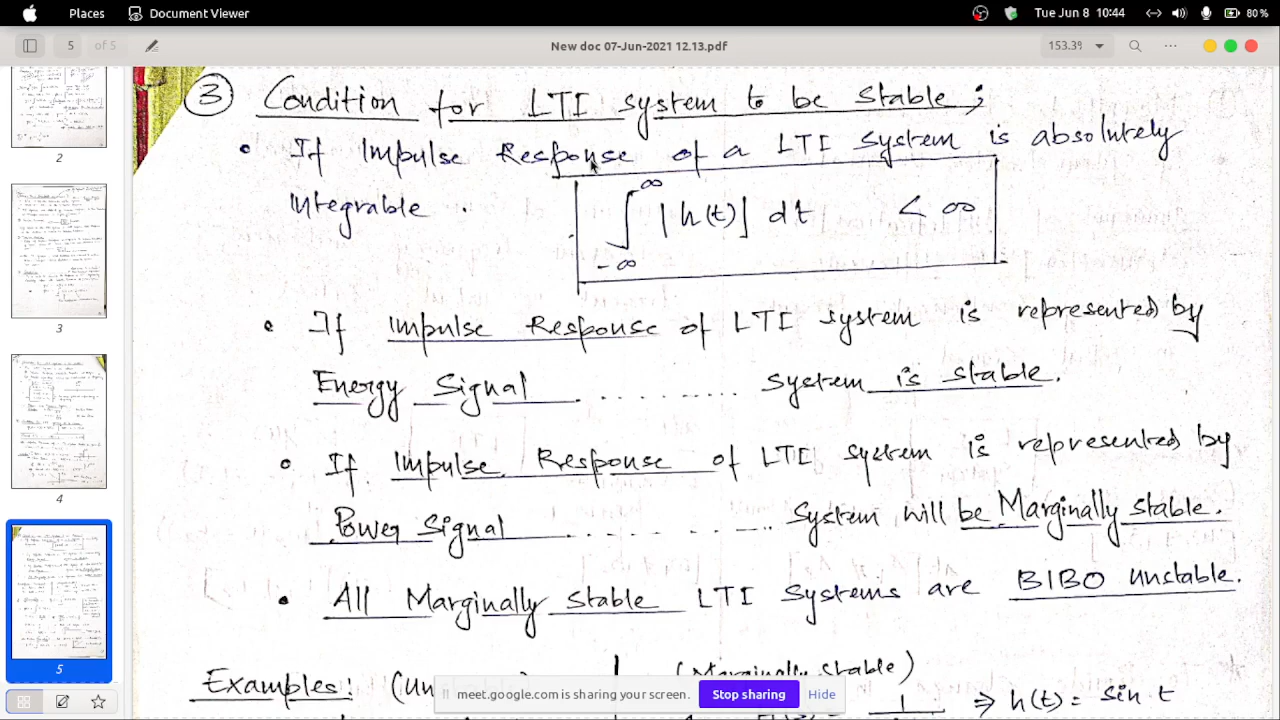 Places Document Viewer Tue Jun 8 10:44 80 %
5 of 5 New doc 07-Jun-2021 12.13.pdf 153.39
2
3
4
5
③ Condition for LTI system to be stable ;
• If Impulse Response of a LTI system is absolutely
Integrable . ∫ -∞ ∞ |h(t)| dt < ∞
• If Impulse Response of LTI system is represented by
Energy Signal .......... system is stable.
• If Impulse Response of LTI system is represented by
Power Signal ........ system will be Marginally stable.
• All Marginally stable LTI systems are BIBO unstable.
Examples: (Marginally stable)
1 ⇒ h(t) = sin t
meet.google.com is sharing your screen. Stop sharing Hide